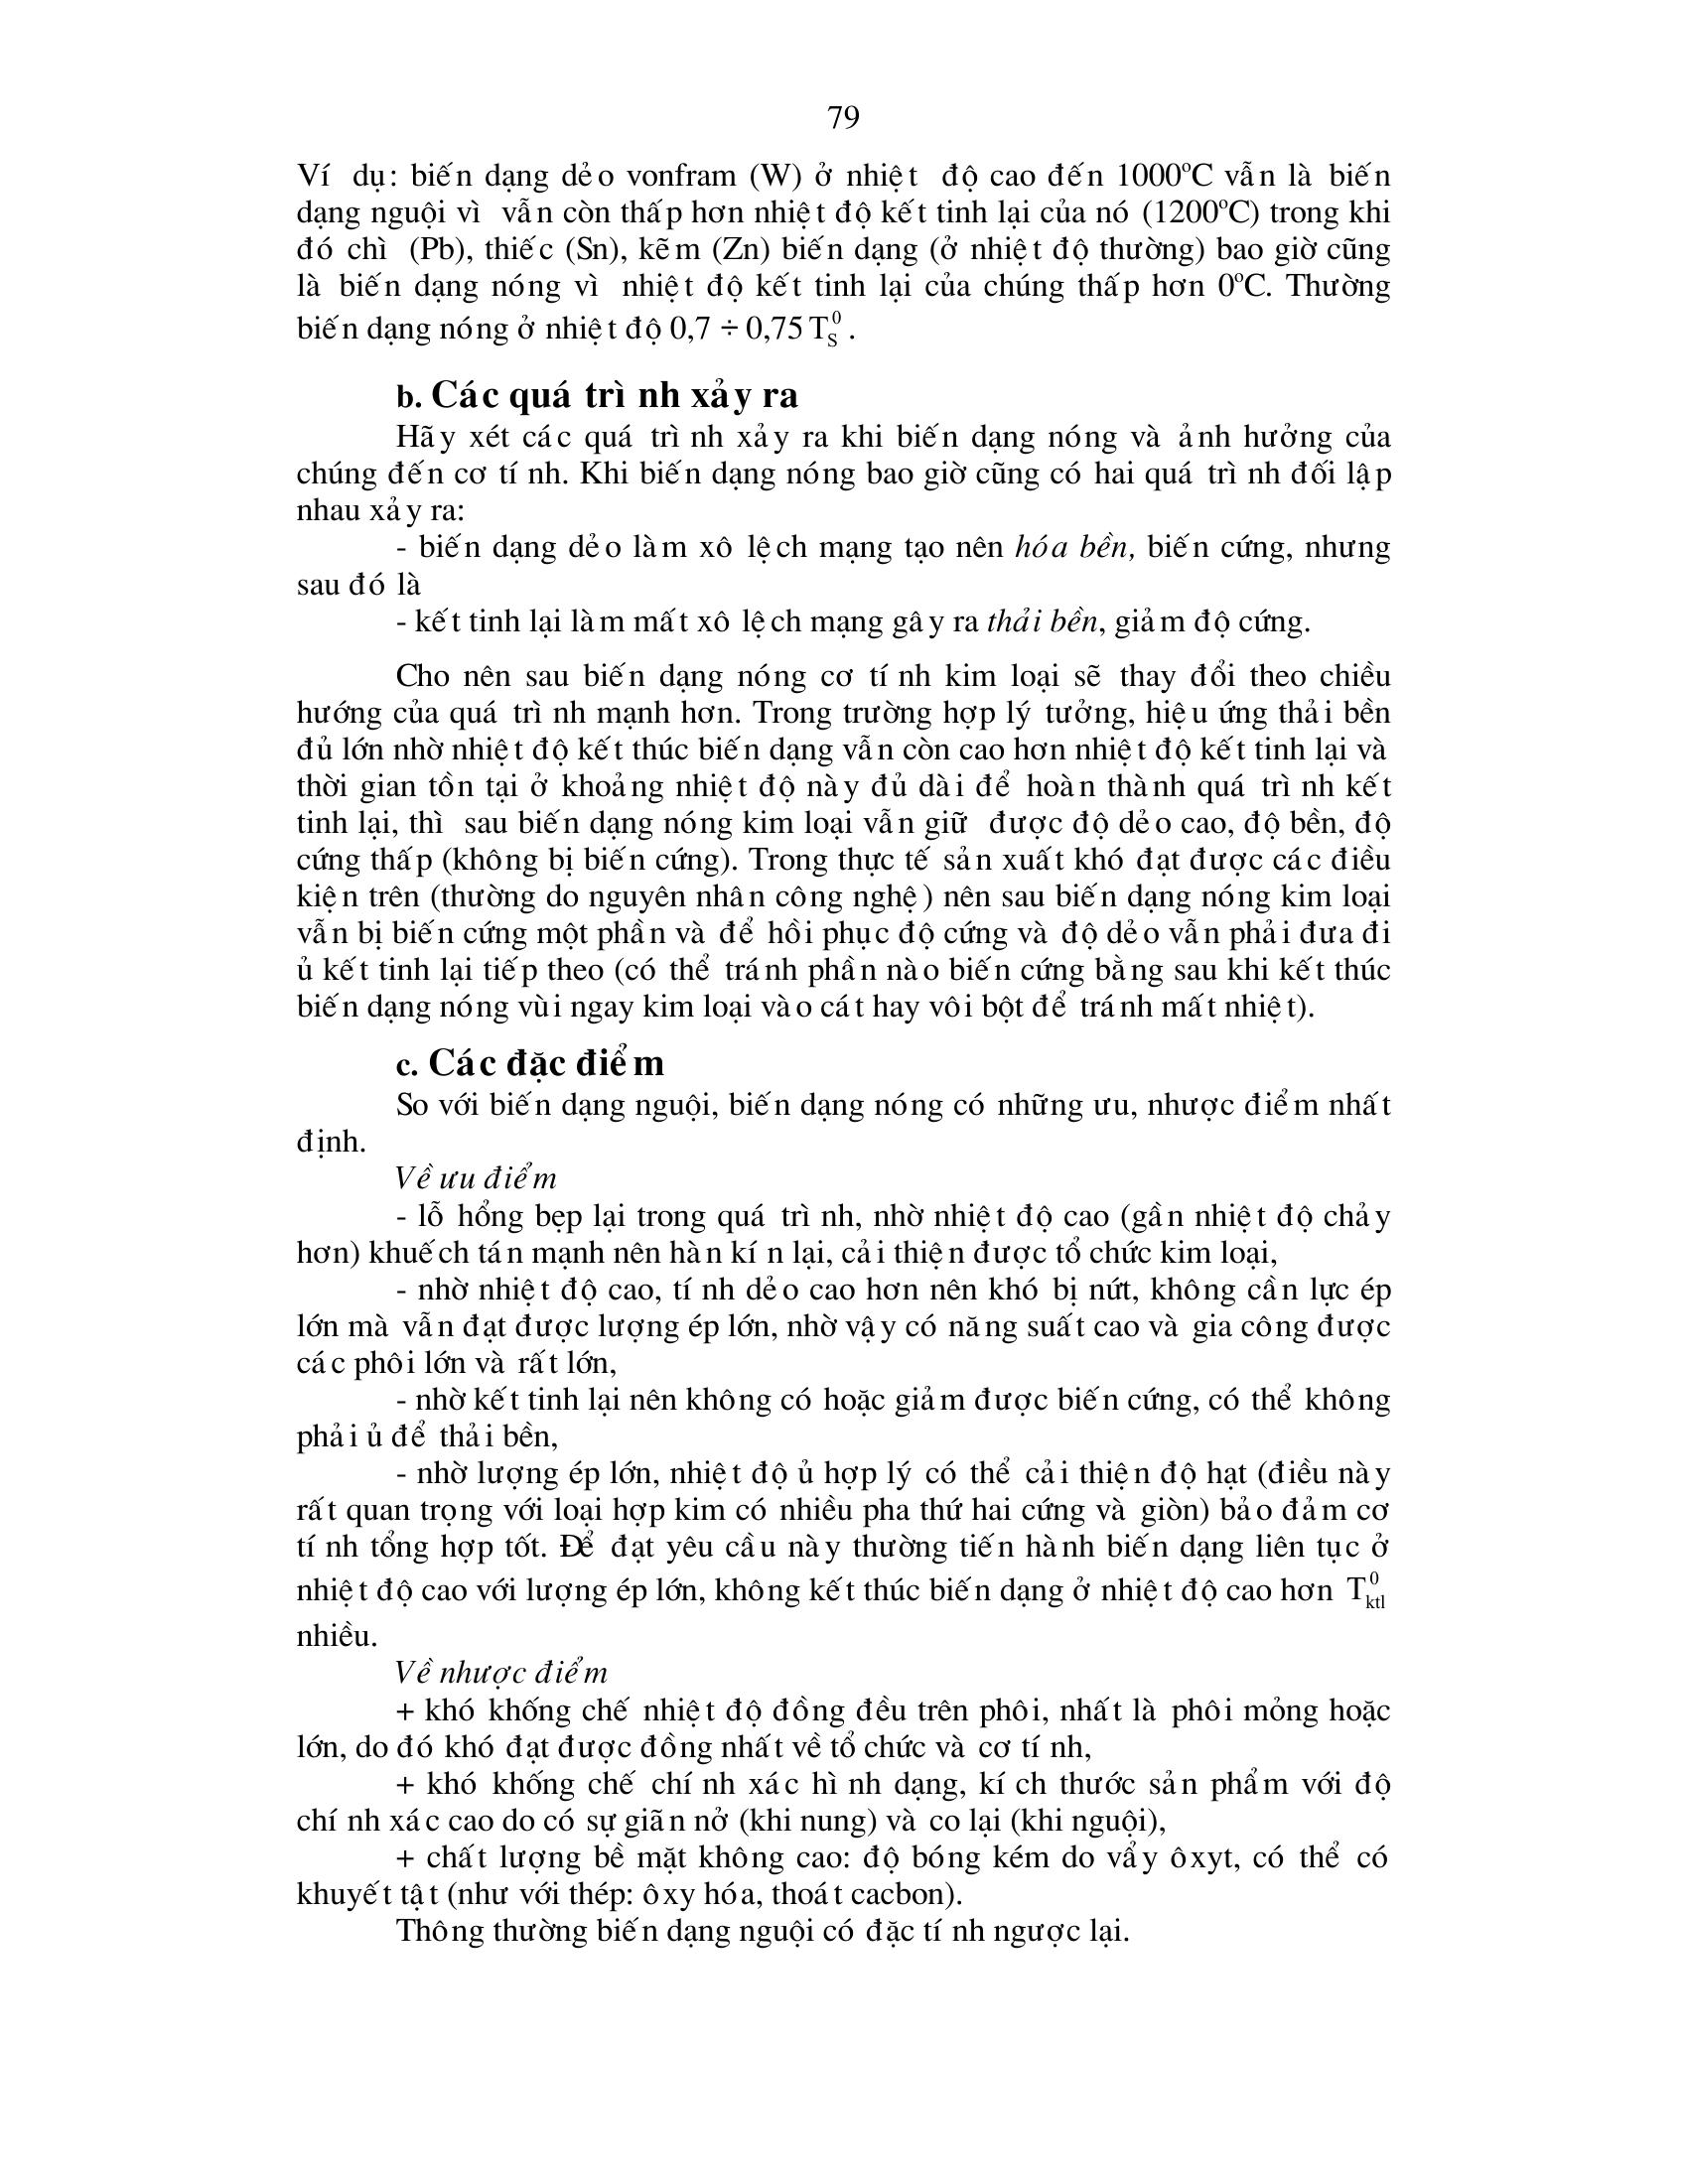 79
Ví dụ: biến dạng dẻo vonfram (W) ở nhiệt độ cao đến 1000ºC vẫn là biến
dạng nguội vì vẫn còn thấp hơn nhiệt độ kết tinh lại của nó (1200ºC) trong khi
đó chì (Pb), thiếc (Sn), kẽm (Zn) biến dạng (ở nhiệt độ thường) bao giờ cũng
là biến dạng nóng vì nhiệt độ kết tinh lại của chúng thấp hơn 0ºC. Thường
biến dạng nóng ở nhiệt độ 0,7 ÷ 0,75 T_S^0 .
b. Các quá trình xảy ra
Hãy xét các quá trình xảy ra khi biến dạng nóng và ảnh hưởng của
chúng đến cơ tính. Khi biến dạng nóng bao giờ cũng có hai quá trình đối lập
nhau xảy ra:
- biến dạng dẻo làm xô lệch mạng tạo nên hóa bền, biến cứng, nhưng
sau đó là
- kết tinh lại làm mất xô lệch mạng gây ra thải bền, giảm độ cứng.
Cho nên sau biến dạng nóng cơ tính kim loại sẽ thay đổi theo chiều
hướng của quá trình mạnh hơn. Trong trường hợp lý tưởng, hiệu ứng thải bền
đủ lớn nhờ nhiệt độ kết thúc biến dạng vẫn còn cao hơn nhiệt độ kết tinh lại và
thời gian tồn tại ở khoảng nhiệt độ này đủ dài để hoàn thành quá trình kết
tinh lại, thì sau biến dạng nóng kim loại vẫn giữ được độ dẻo cao, độ bền, độ
cứng thấp (không bị biến cứng). Trong thực tế sản xuất khó đạt được các điều
kiện trên (thường do nguyên nhân công nghệ) nên sau biến dạng nóng kim loại
vẫn bị biến cứng một phần và để hồi phục độ cứng và độ dẻo vẫn phải đưa đi
ủ kết tinh lại tiếp theo (có thể tránh phần nào biến cứng bằng sau khi kết thúc
biến dạng nóng vùi ngay kim loại vào cát hay vôi bột để tránh mất nhiệt).
c. Các đặc điểm
So với biến dạng nguội, biến dạng nóng có những ưu, nhược điểm nhất
định.
Về ưu điểm
- lỗ hổng bẹp lại trong quá trình, nhờ nhiệt độ cao (gần nhiệt độ chảy
hơn) khuếch tán mạnh nên hàn kín lại, cải thiện được tổ chức kim loại,
- nhờ nhiệt độ cao, tính dẻo cao hơn nên khó bị nứt, không cần lực ép
lớn mà vẫn đạt được lượng ép lớn, nhờ vậy có năng suất cao và gia công được
các phôi lớn và rất lớn,
- nhờ kết tinh lại nên không có hoặc giảm được biến cứng, có thể không
phải ủ để thải bền,
- nhờ lượng ép lớn, nhiệt độ ủ hợp lý có thể cải thiện độ hạt (điều này
rất quan trọng với loại hợp kim có nhiều pha thứ hai cứng và giòn) bảo đảm cơ
tính tổng hợp tốt. Để đạt yêu cầu này thường tiến hành biến dạng liên tục ở
nhiệt độ cao với lượng ép lớn, không kết thúc biến dạng ở nhiệt độ cao hơn T_ktl^0
nhiều.
Về nhược điểm
+ khó khống chế nhiệt độ đồng đều trên phôi, nhất là phôi mỏng hoặc
lớn, do đó khó đạt được đồng nhất về tổ chức và cơ tính,
+ khó khống chế chính xác hình dạng, kích thước sản phẩm với độ
chính xác cao do có sự giãn nở (khi nung) và co lại (khi nguội),
+ chất lượng bề mặt không cao: độ bóng kém do vẩy ôxyt, có thể có
khuyết tật (như với thép: ôxy hóa, thoát cacbon).
Thông thường biến dạng nguội có đặc tính ngược lại.